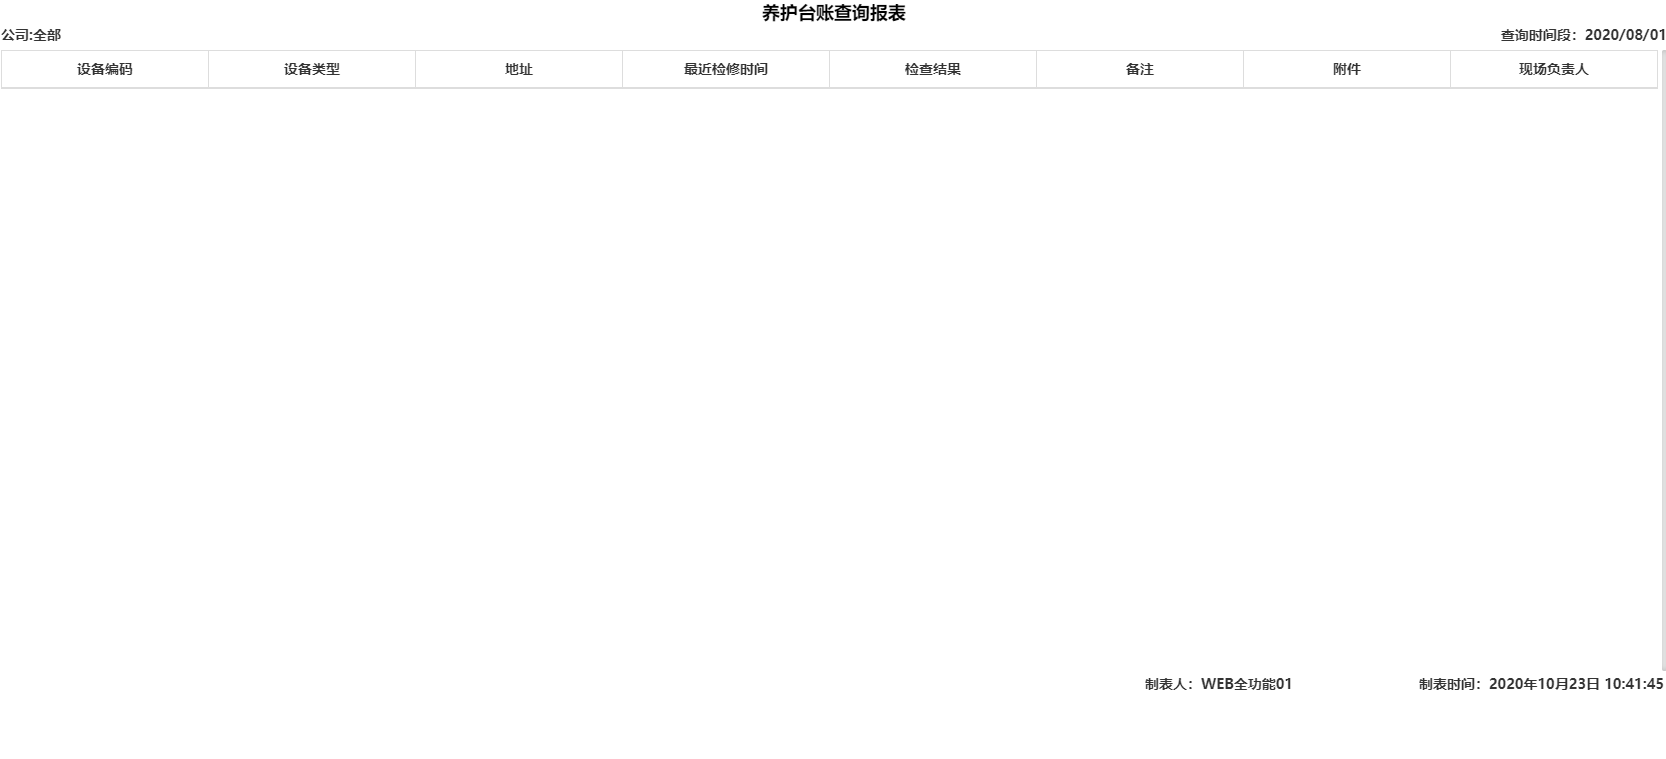 养护台账查询报表
公司:全部 查询时间段：2020/08/01
设备编码 设备类型 地址 最近检修时间 检查结果 备注 附件 现场负责人
制表人：WEB全功能01 制表时间：2020年10月23日 10:41:45